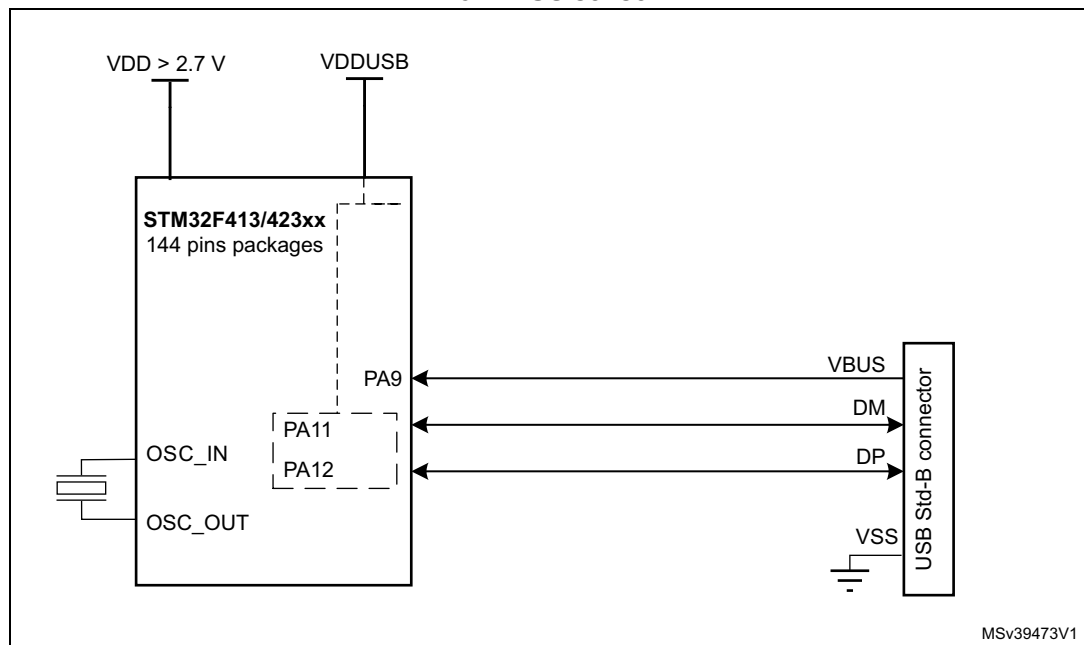 VDD > 2.7 V
VDDUSB
STM32F413/423xx
144 pins packages
PA9
VBUS
PA11
DM
PA12
DP
OSC_IN
OSC_OUT
VSS
USB Std-B connector
MSv39473V1